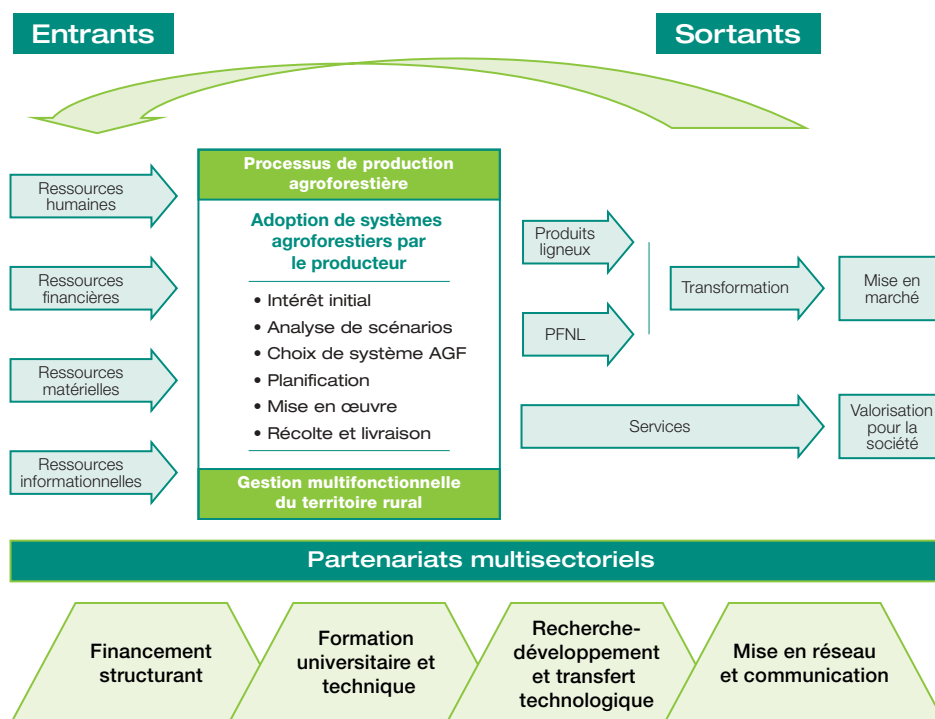 Entrants
Sortants
Ressources
humaines
Ressources
financières
Ressources
matérielles
Ressources
informationnelles
Processus de production
agroforestière
Adoption de systèmes
agroforestiers par
le producteur
• Intérêt initial
• Analyse de scénarios
• Choix de système AGF
• Planification
• Mise en œuvre
• Récolte et livraison
Gestion multifonctionnelle
du territoire rural
Produits
ligneux
PFNL
Transformation
Mise en
marché
Services
Valorisation
pour la
société
Partenariats multisectoriels
Financement
structurant
Formation
universitaire et
technique
Recherche-
développement
et transfert
technologique
Mise en réseau
et communication